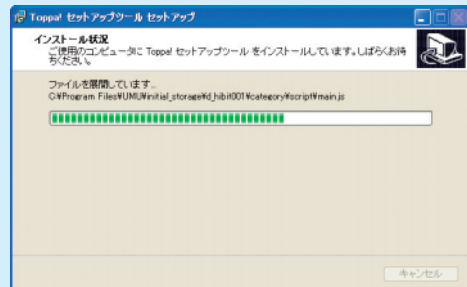 Toppa! セットアップツール セットアップ
インストール状況
ご使用のコンピュータに Toppa! セットアップツール をインストールしています。しばらくお待
ちください。
ファイルを展開しています...
C:¥Program Files¥UMU¥initial_storage¥d_hibit001¥category¥script¥main.js
キャンセル